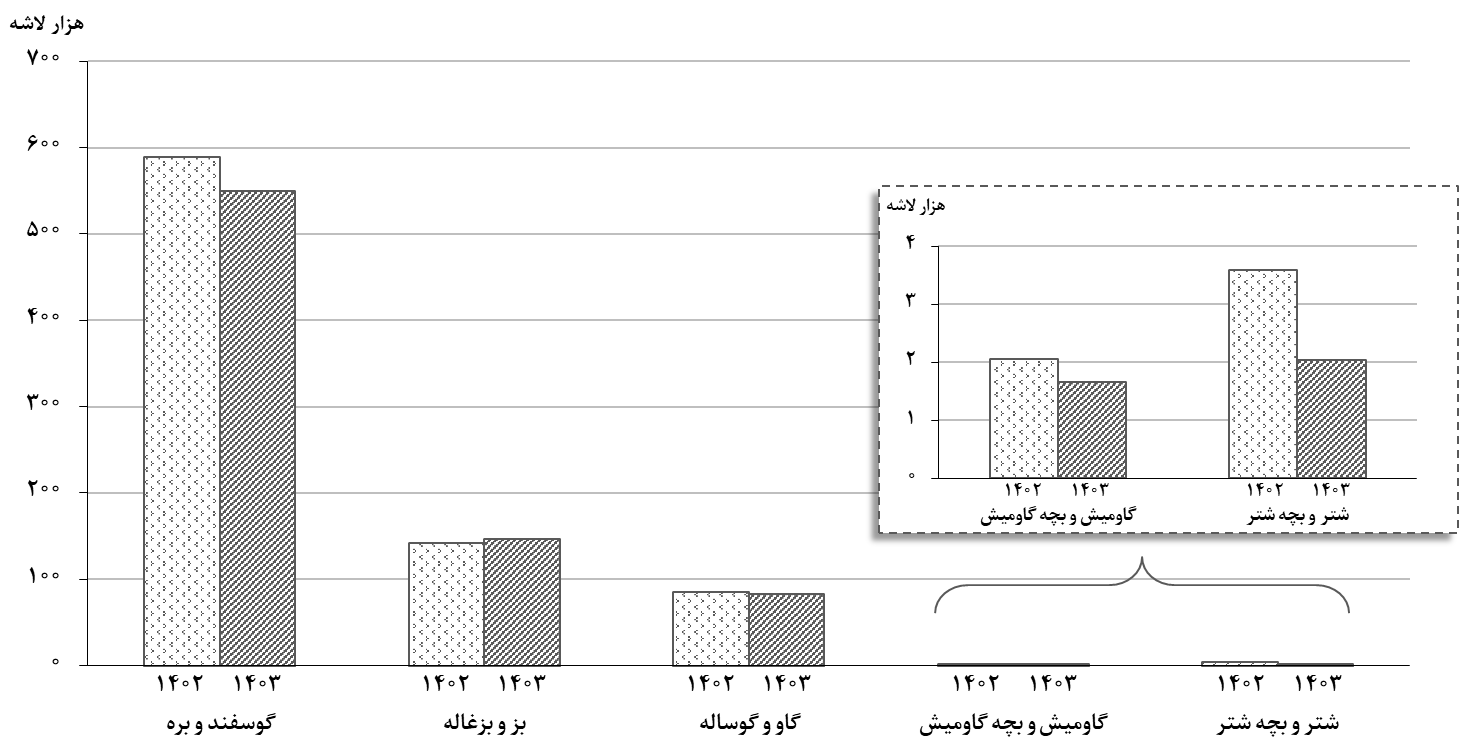 هزار لاشه
۷۰۰
۶۰۰
۵۰۰
۴۰۰
۳۰۰
۲۰۰
۱۰۰
۰
هزار لاشه
۴
۳
۲
۱
۰
۱۴۰۲ ۱۴۰۳ ۱۴۰۲ ۱۴۰۳
گاومیش و بچه گاومیش شتر و بچه شتر
۱۴۰۲ ۱۴۰۳ ۱۴۰۲ ۱۴۰۳ ۱۴۰۲ ۱۴۰۳ ۱۴۰۲ ۱۴۰۳ ۱۴۰۲ ۱۴۰۳
گوسفند و بره بز و بزغاله گاو و گوساله گاومیش و بچه گاومیش شتر و بچه شتر